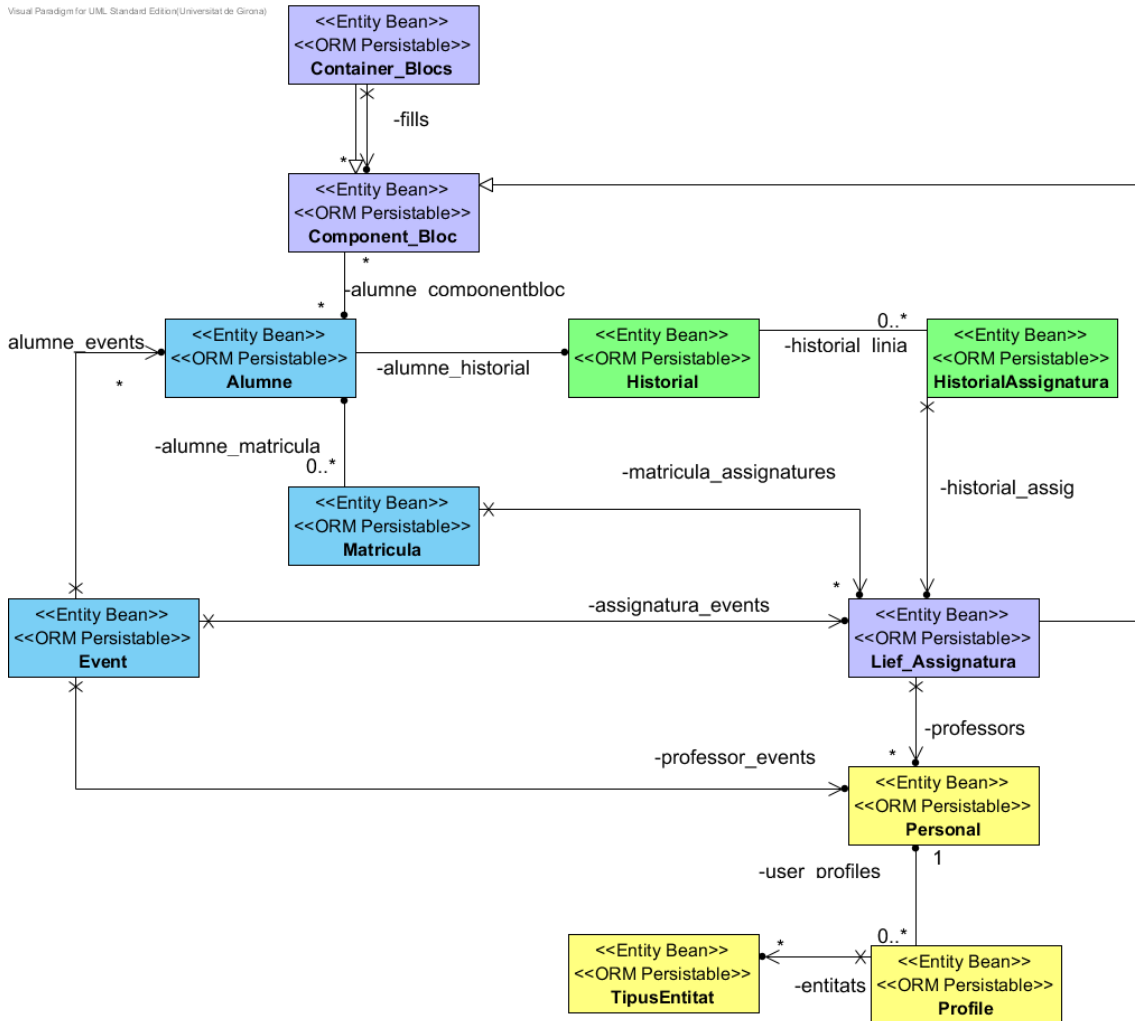 Visual Paradigm for UML Standard Edition(Universitat de Girona)
<<Entity Bean>>
<<ORM Persistable>>
Container_Blocs
-fills
*
<<Entity Bean>>
<<ORM Persistable>>
Component_Bloc
*
-alumne_componentbloc
*
alumne_events
*
<<Entity Bean>>
<<ORM Persistable>>
Alumne
-alumne_historial
<<Entity Bean>>
<<ORM Persistable>>
Historial
0..*
-historial_linia
<<Entity Bean>>
<<ORM Persistable>>
HistorialAssignatura
-alumne_matricula
0..*
-matricula_assignatures
-historial_assig
<<Entity Bean>>
<<ORM Persistable>>
Matricula
*
<<Entity Bean>>
<<ORM Persistable>>
Event
-assignatura_events
<<Entity Bean>>
<<ORM Persistable>>
Lief_Assignatura
-professors
*
-professor_events
<<Entity Bean>>
<<ORM Persistable>>
Personal
1
-user_profiles
0..*
<<Entity Bean>>
<<ORM Persistable>>
TipusEntitat
*
-entitats
<<Entity Bean>>
<<ORM Persistable>>
Profile